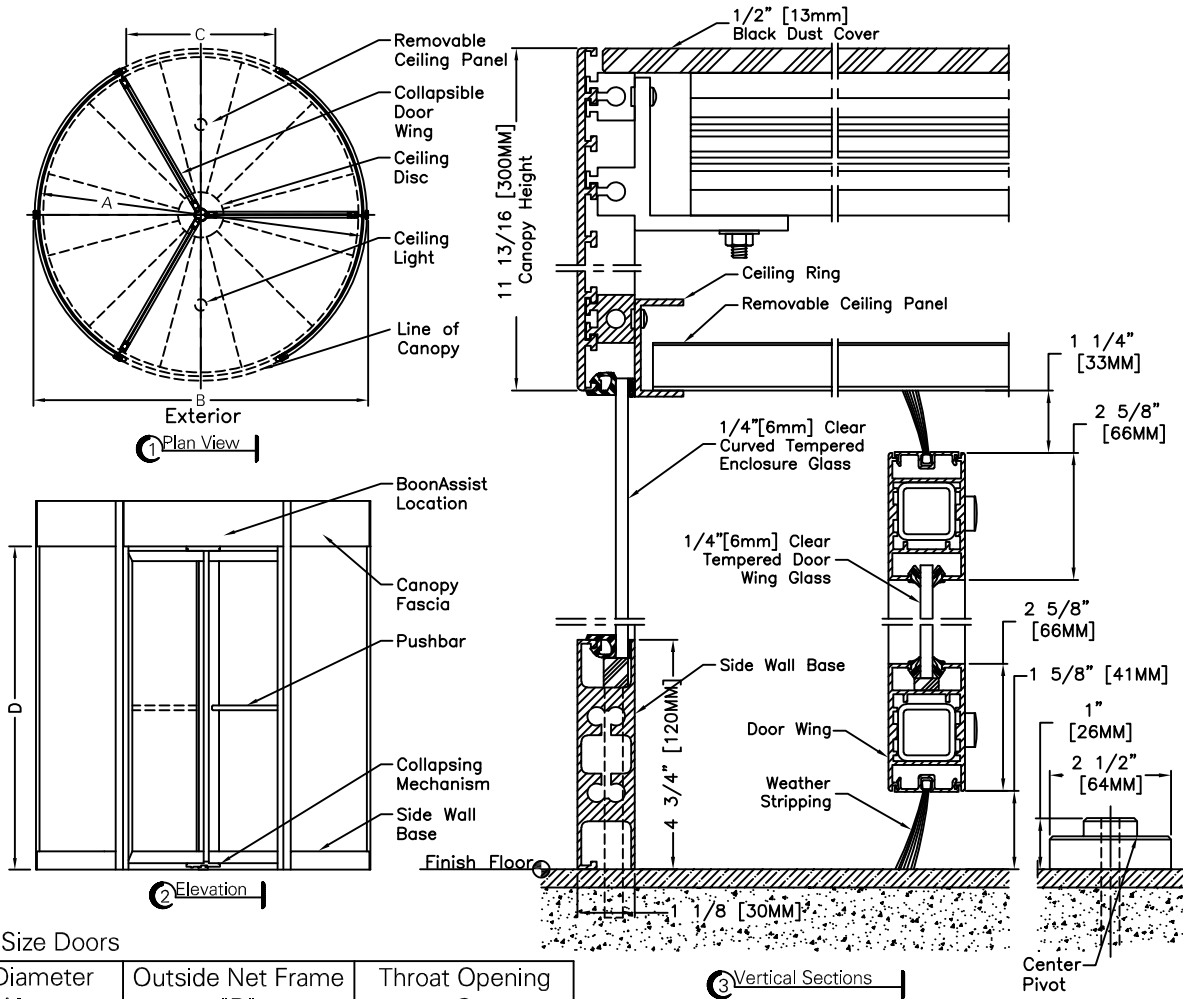 C
Removable
Ceiling Panel
Collapsible
Door
Wing
Ceiling
Disc
A
Ceiling
Light
Line of
Canopy
B
Exterior
1 Plan View
BoonAssist
Location
Canopy
Fascia
Pushbar
D
Collapsing
Mechanism
Side Wall
Base
2 Elevation
1/2” [13mm]
Black Dust Cover
11 13/16 [300MM]
Canopy Height
Ceiling Ring
Removable Ceiling Panel
1 1/4”
[33MM]
2 5/8”
[66MM]
1/4”[6mm] Clear
Curved Tempered
Enclosure Glass
1/4”[6mm] Clear
Tempered Door
Wing Glass
2 5/8”
[66MM]
Side Wall Base
1 5/8” [41MM]
4 3/4” [120MM]
1”
[26MM]
Door Wing
2 1/2”
[64MM]
Weather
Stripping
Finish Floor
1 1/8 [30MM]
Center
Pivot
3 Vertical Sections
Size Doors
Diameter
Outside Net Frame
Throat Opening